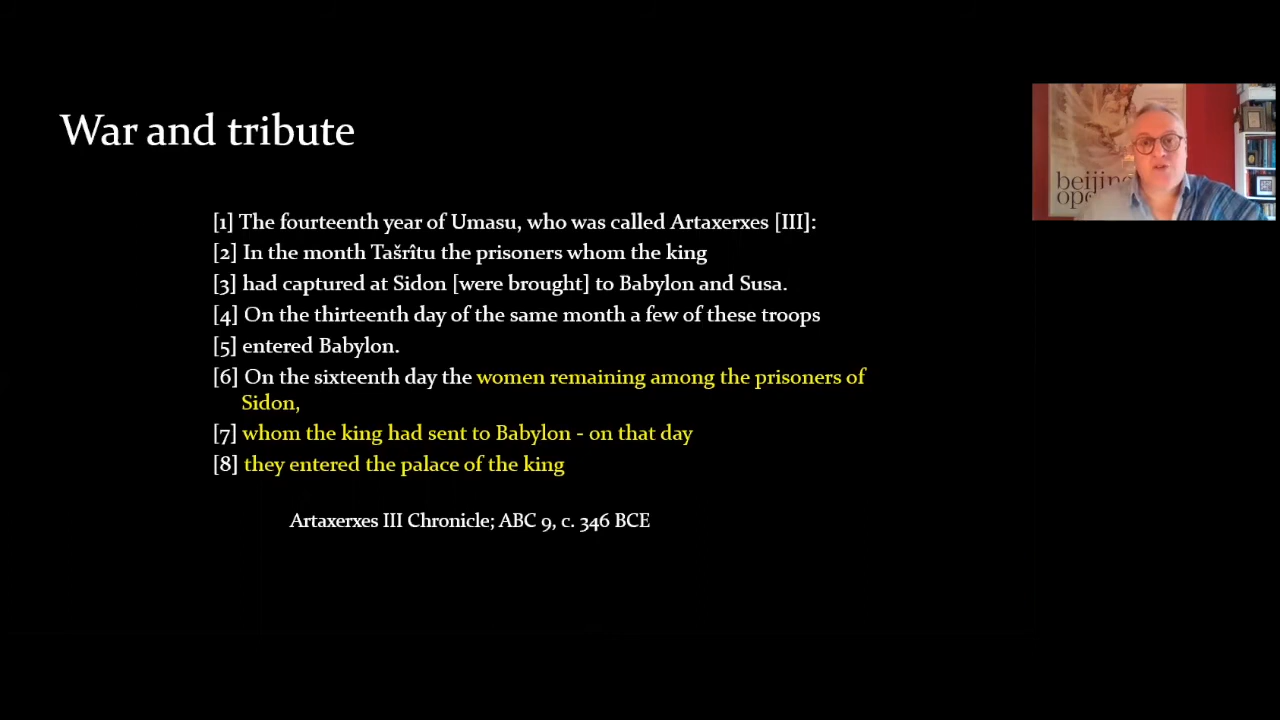 War and tribute
[1] The fourteenth year of Umasu, who was called Artaxerxes [III]:
[2] In the month Tašrîtu the prisoners whom the king
[3] had captured at Sidon [were brought] to Babylon and Susa.
[4] On the thirteenth day of the same month a few of these troops
[5] entered Babylon.
[6] On the sixteenth day the women remaining among the prisoners of
Sidon,
[7] whom the king had sent to Babylon - on that day
[8] they entered the palace of the king
Artaxerxes III Chronicle; ABC 9, c. 346 BCE
beijing